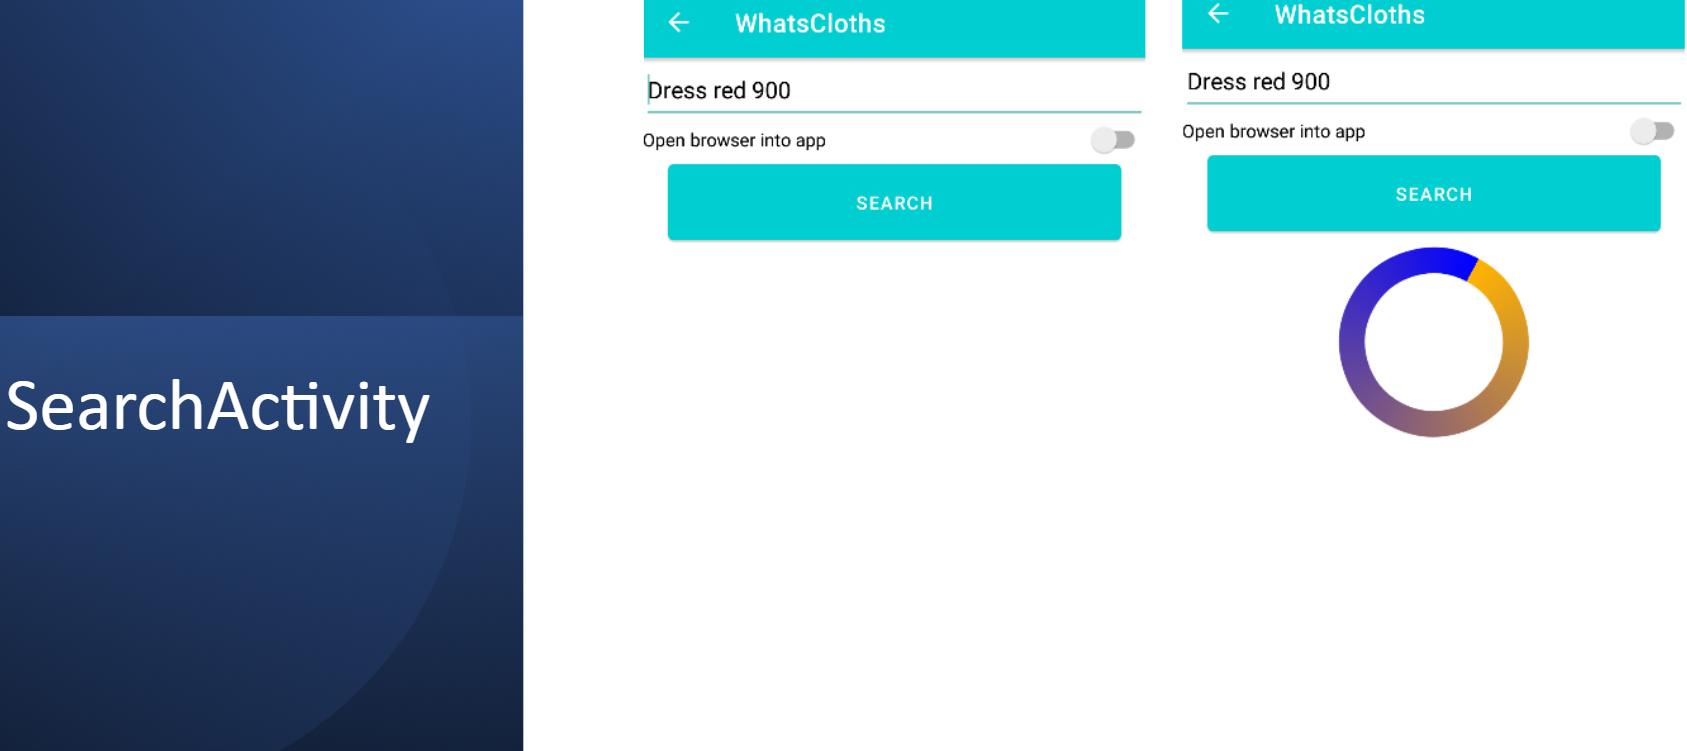 SearchActivity
WhatsCloths
Dress red 900
Open browser into app
SEARCH
WhatsCloths
Dress red 900
Open browser into app
SEARCH